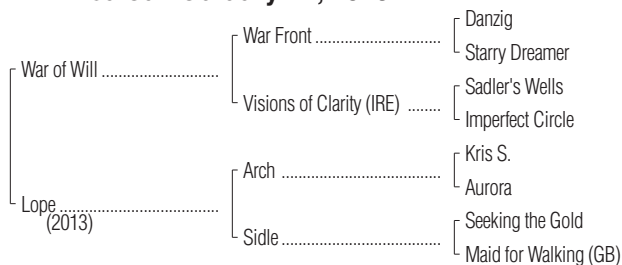 Danzig
War Front ..............................
Starry Dreamer
War of Will ................................
Sadler's Wells
Visions of Clarity (IRE) ........
Imperfect Circle
Kris S.
Arch .......................................
Aurora
Lope ...........................................
(2013)
Seeking the Gold
Sidle.......................................
Maid for Walking (GB)